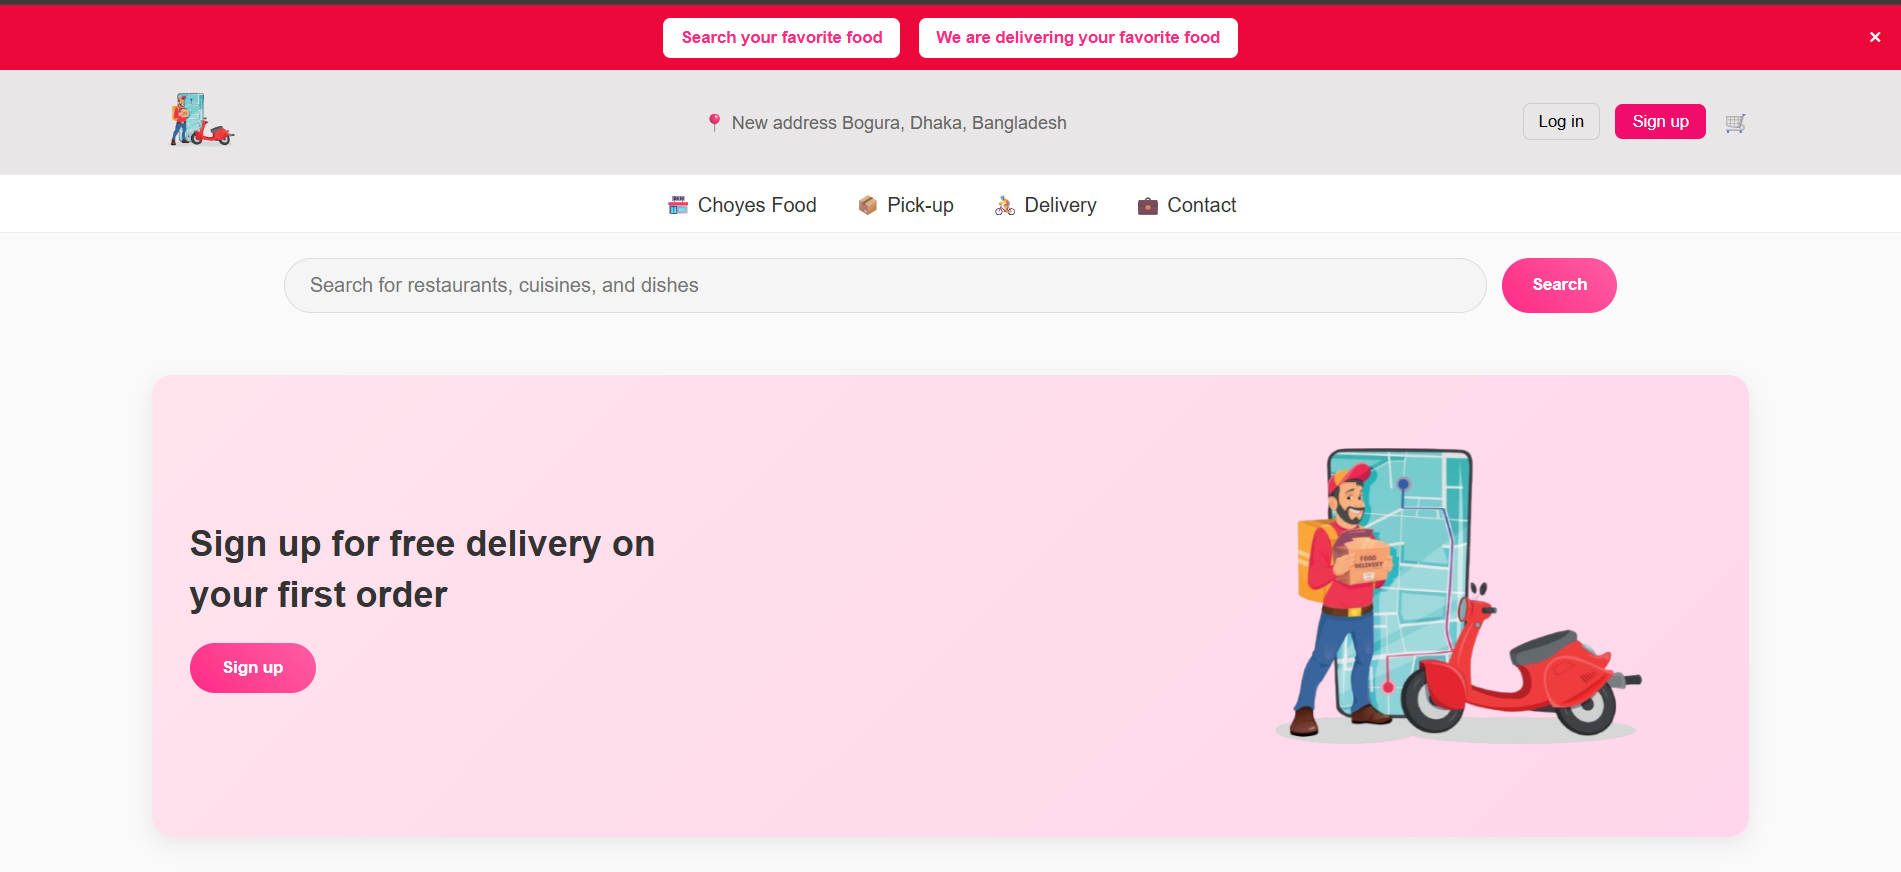 Search your favorite food
We are delivering your favorite food
×
New address Bogura, Dhaka, Bangladesh
Log in
Sign up
Choyes Food
Pick-up
Delivery
Contact
Search for restaurants, cuisines, and dishes
Search
Sign up for free delivery on
your first order
Sign up
FOOD
DELIVERY